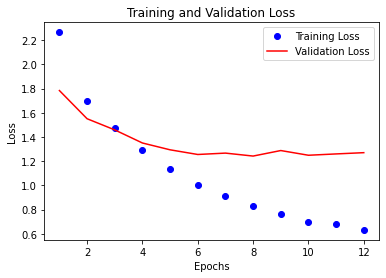 Training and Validation Loss
Training Loss
Validation Loss
2.2
2.0
1.8
1.6
1.4
1.2
1.0
0.8
0.6
Loss
2 4 6 8 10 12
Epochs